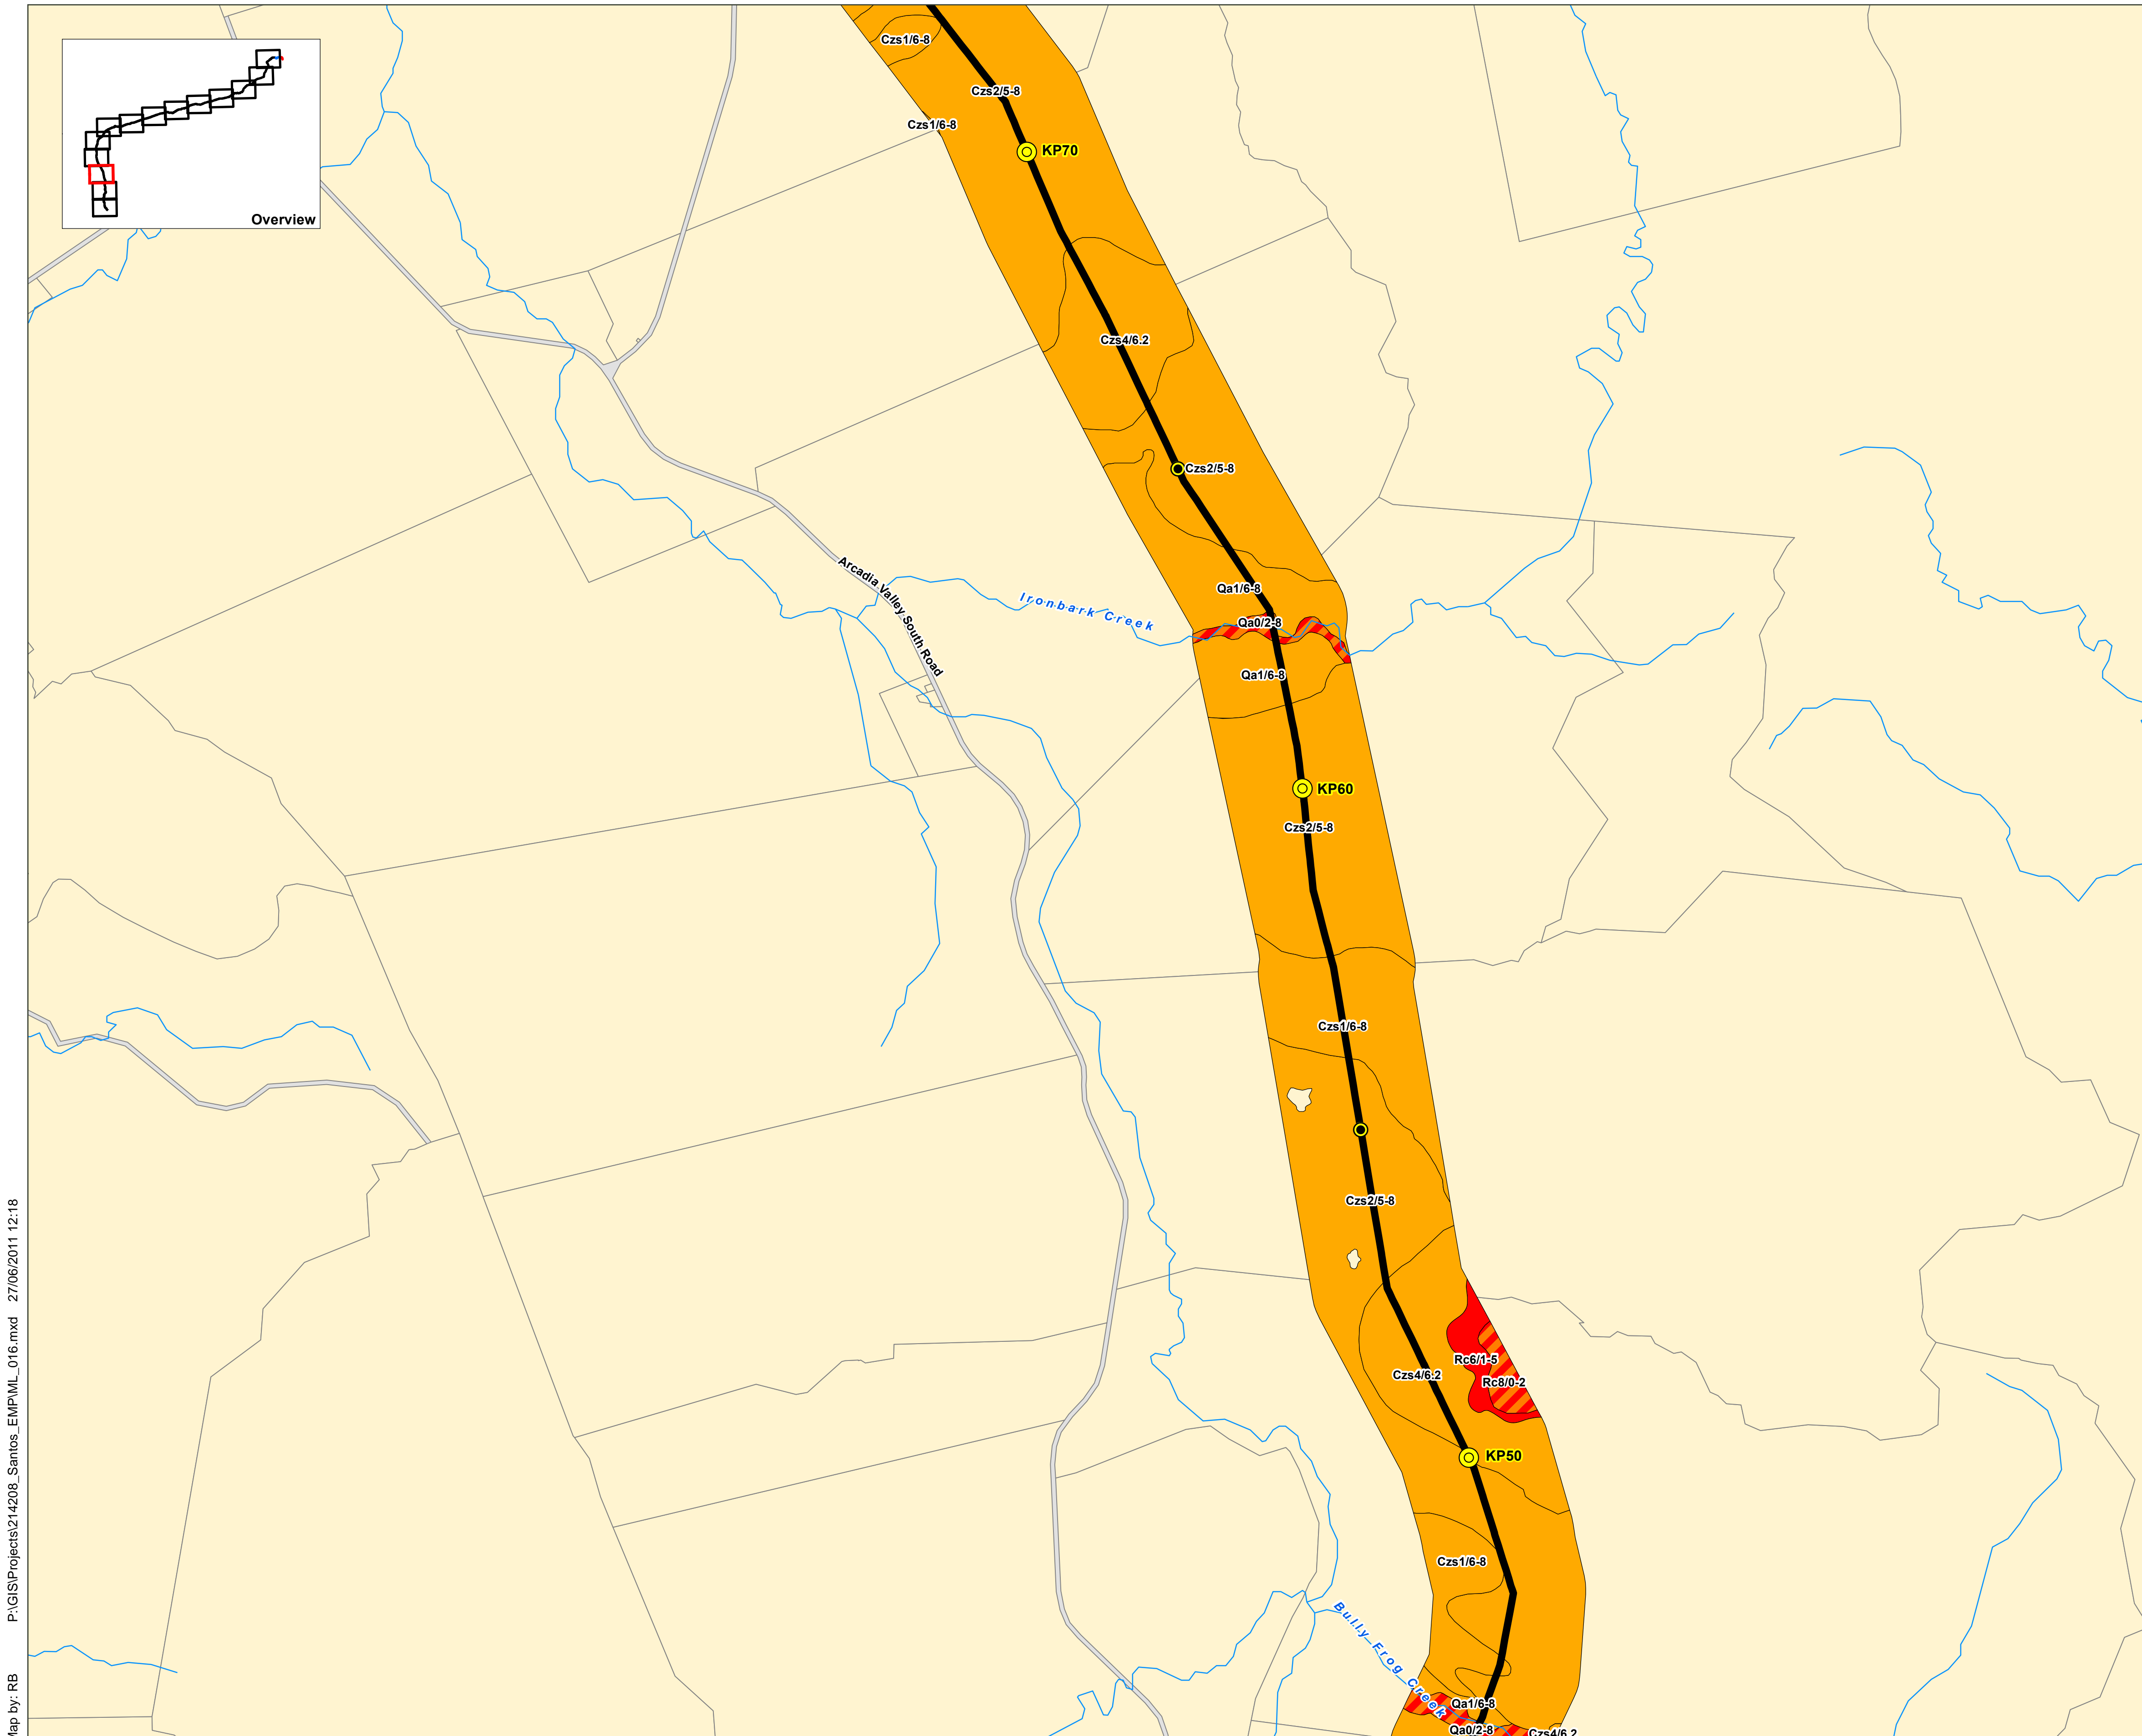 Czs1/6-8
Overview
Czs2/5-8
Czs1/6-8
KP70
Czs4/6.2
Czs2/5-8
Arcadia Valley South Road
Ironbark Creek
Qa1/6-8
Qa0/2-8
Qa1/6-8
KP60
Czs2/5-8
Czs1/6-8
Czs2/5-8
Rc6/1-5
Czs4/6.2
Rc8/0-2
KP50
Czs1/6-8
Bully Frog Creek
Qa1/6-8
Qa0/2-8
Czs4/6.2
Map by: RB P:\GIS\Projects\214208_Santos_EMP\ML_016.mxd 27/06/2011 12:18